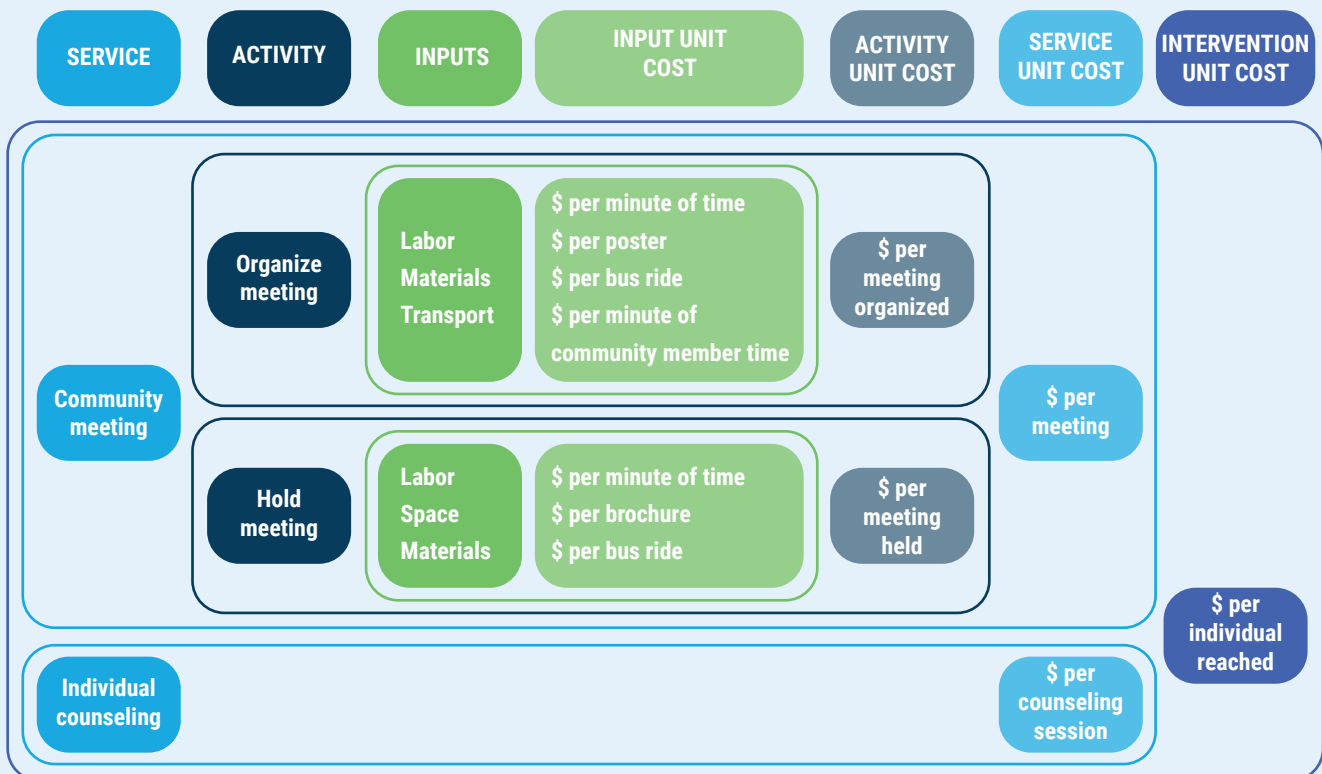 SERVICE
ACTIVITY
INPUTS
INPUT UNIT
COST
ACTIVITY
UNIT COST
SERVICE
UNIT COST
INTERVENTION
UNIT COST
Community
meeting
Organize
meeting
Labor
Materials
Transport
$ per minute of time
$ per poster
$ per bus ride
$ per minute of
community member time
$ per
meeting
organized
Hold
meeting
Labor
Space
Materials
$ per minute of time
$ per brochure
$ per bus ride
$ per
meeting
held
$ per
meeting
Individual
counseling
$ per
counseling
session
$ per
individual
reached